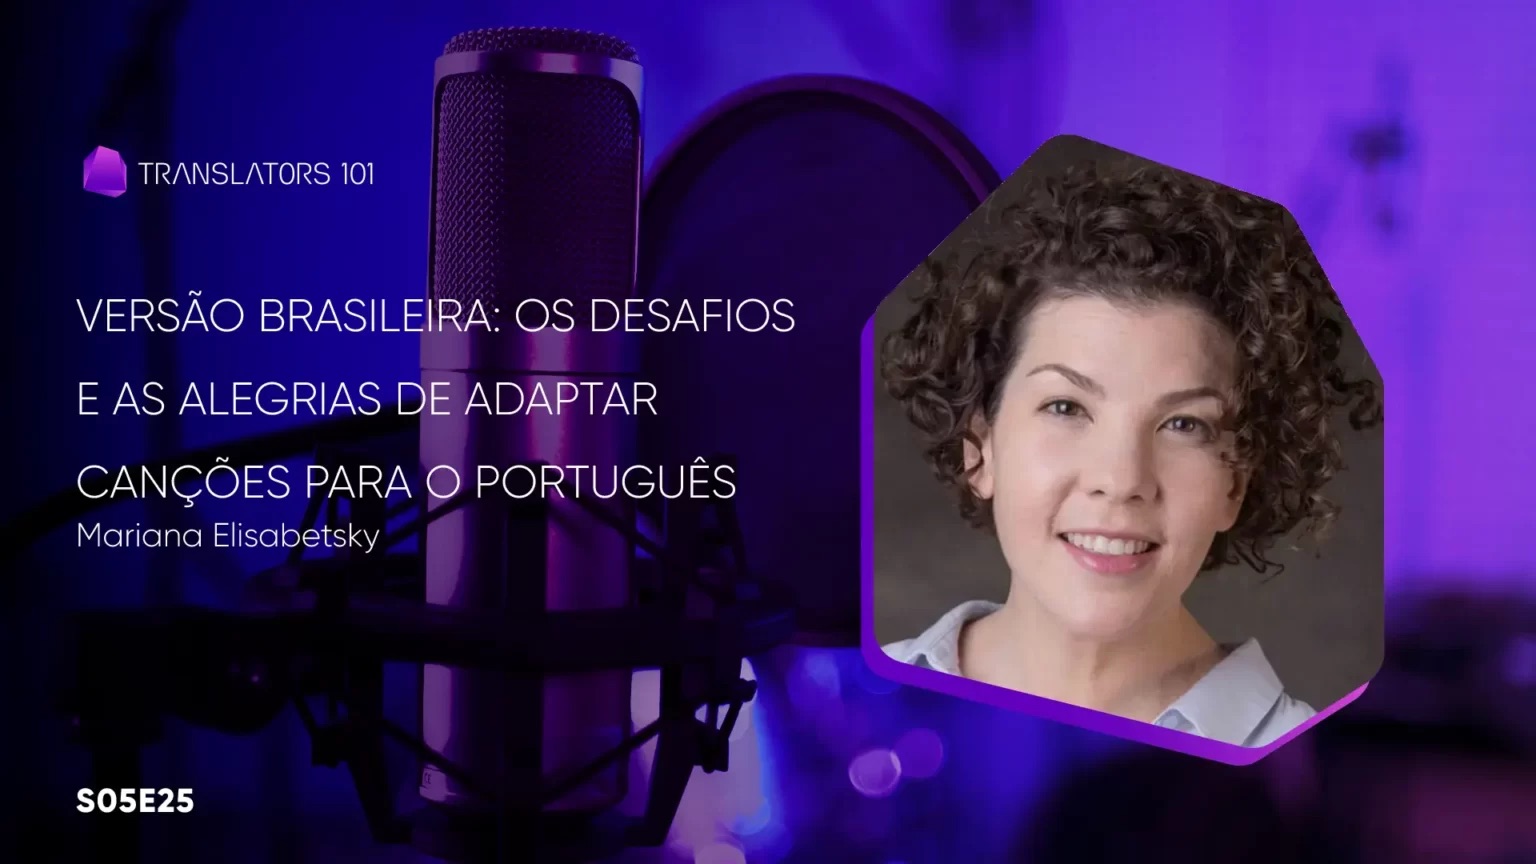 TRANSLATORS 101
VERSÃO BRASILEIRA: OS DESAFIOS
E AS ALEGRIAS DE ADAPTAR
CANÇÕES PARA O PORTUGUÊS
Mariana Elisabetsky
S05E25